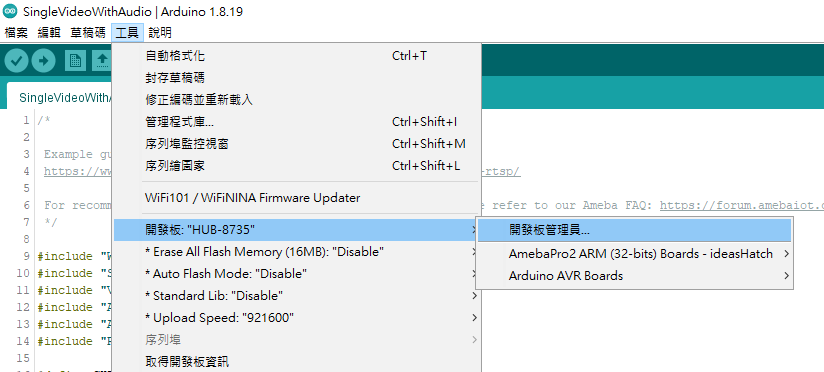 SingleVideoWithAudio | Arduino 1.8.19
檔案 編輯 草稿碼 工具 說明
SingleVideoWith
自動格式化 Ctrl+T
封存草稿碼
修正編碼並重新載入
管理程式庫... Ctrl+Shift+I
序列埠監控視窗 Ctrl+Shift+M
序列繪圖家 Ctrl+Shift+L
WiFi101 / WiFiNINA Firmware Updater
開發板: "HUB-8735"
* Erase All Flash Memory (16MB): "Disable"
* Auto Flash Mode: "Disable"
* Standard Lib: "Disable"
* Upload Speed: "921600"
序列埠
取得開發板資訊
開發板管理員...
AmebaPro2 ARM (32-bits) Boards - ideasHatch
Arduino AVR Boards
1 /*
2
3 Example gu
4 https://w -rtsp/
5
6 For recomm e refer to our Ameba FAQ: https://forum.amebaiot.c
7 */
8
9 #include "W
10 #include "S
11 #include "V
12 #include "A
13 #include "A
14 #include
15